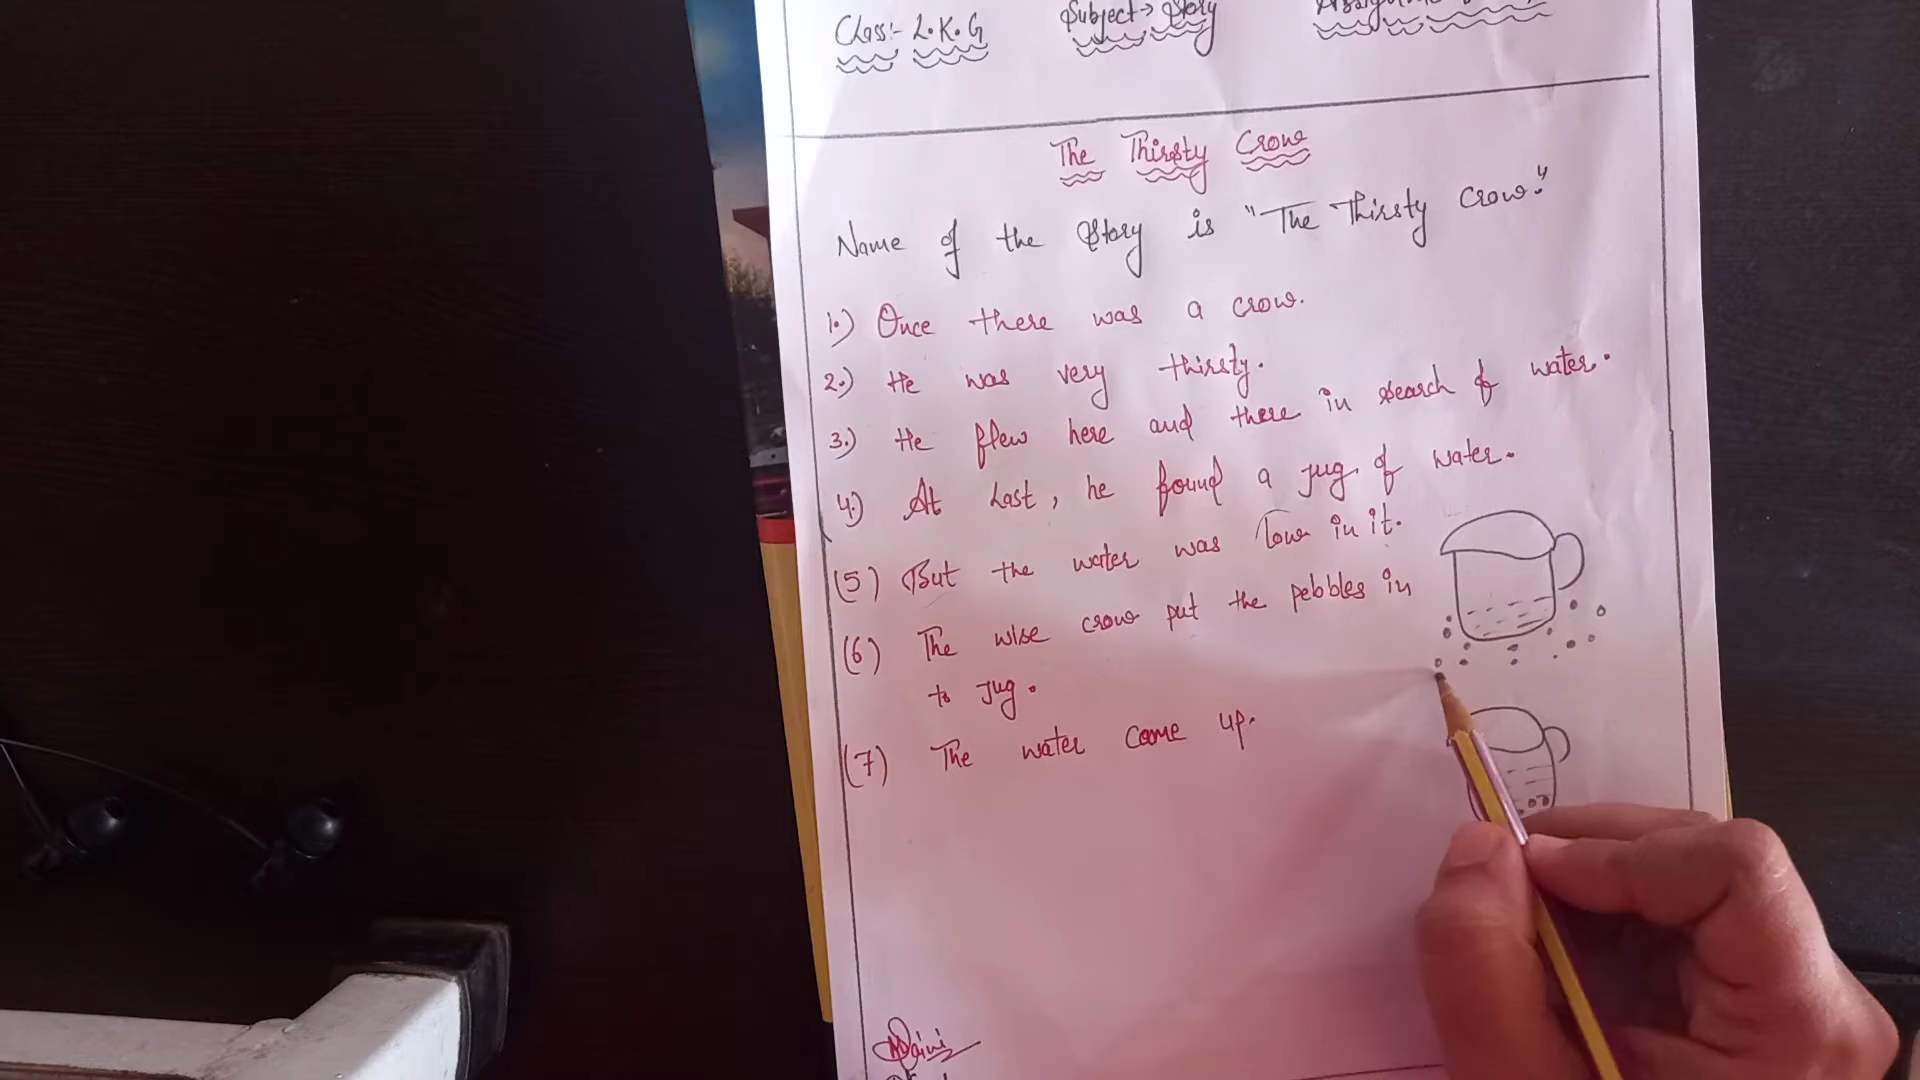 Class:- L.K.G Subject→ Story
The Thirsty Crow
Name of the Story is "The Thirsty Crow."
1.) Once there was a crow.
2.) He was very thirsty.
3.) He flew here and there in search of water.
4.) At Last, he found a jug of water.
(5) But the water was low in it.
(6) The wise crow put the pebbles in
to jug.
(7) The water came up.